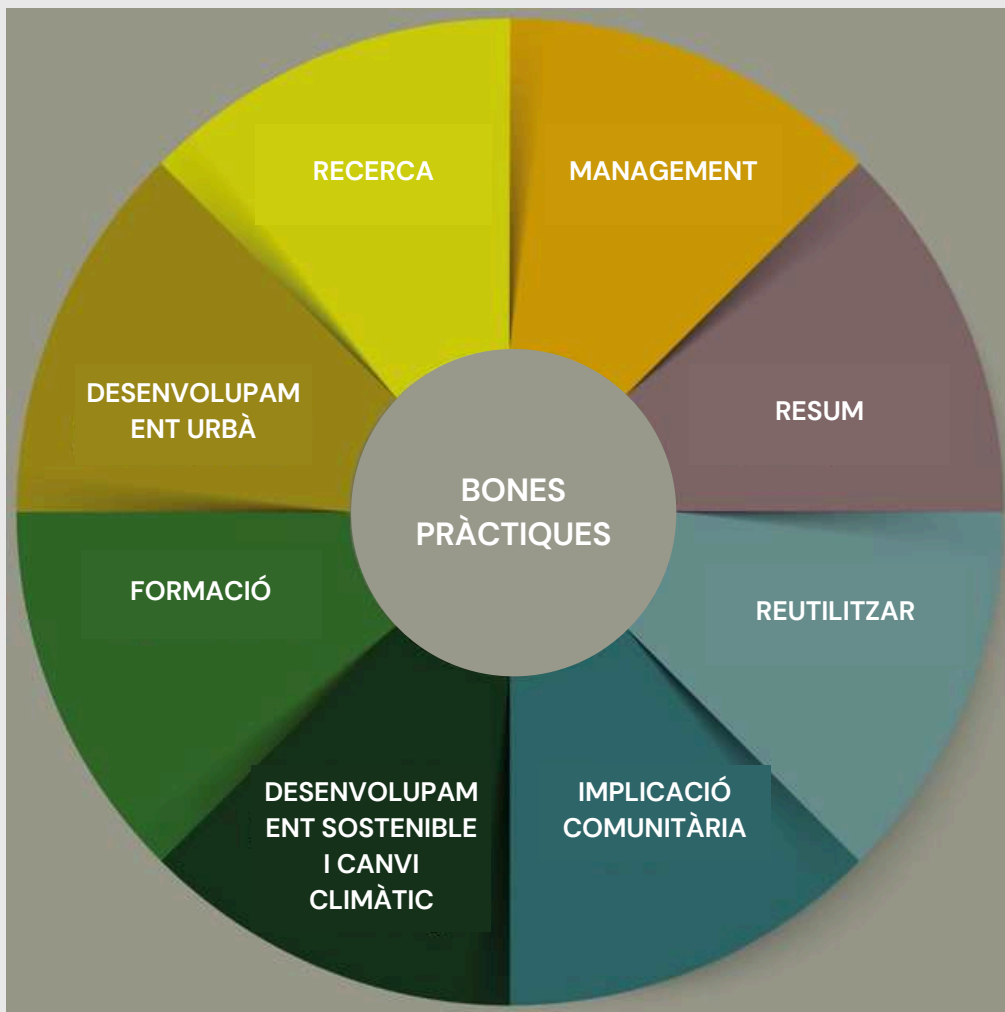 RECERCA
MANAGEMENT
DESENVOLUPAM
ENT URBÀ
RESUM
BONES
PRÀCTIQUES
FORMACIÓ
REUTILITZAR
DESENVOLUPAM
ENT SOSTENIBLE
I CANVI
CLIMÀTIC
IMPLICACIÓ
COMUNITÀRIA